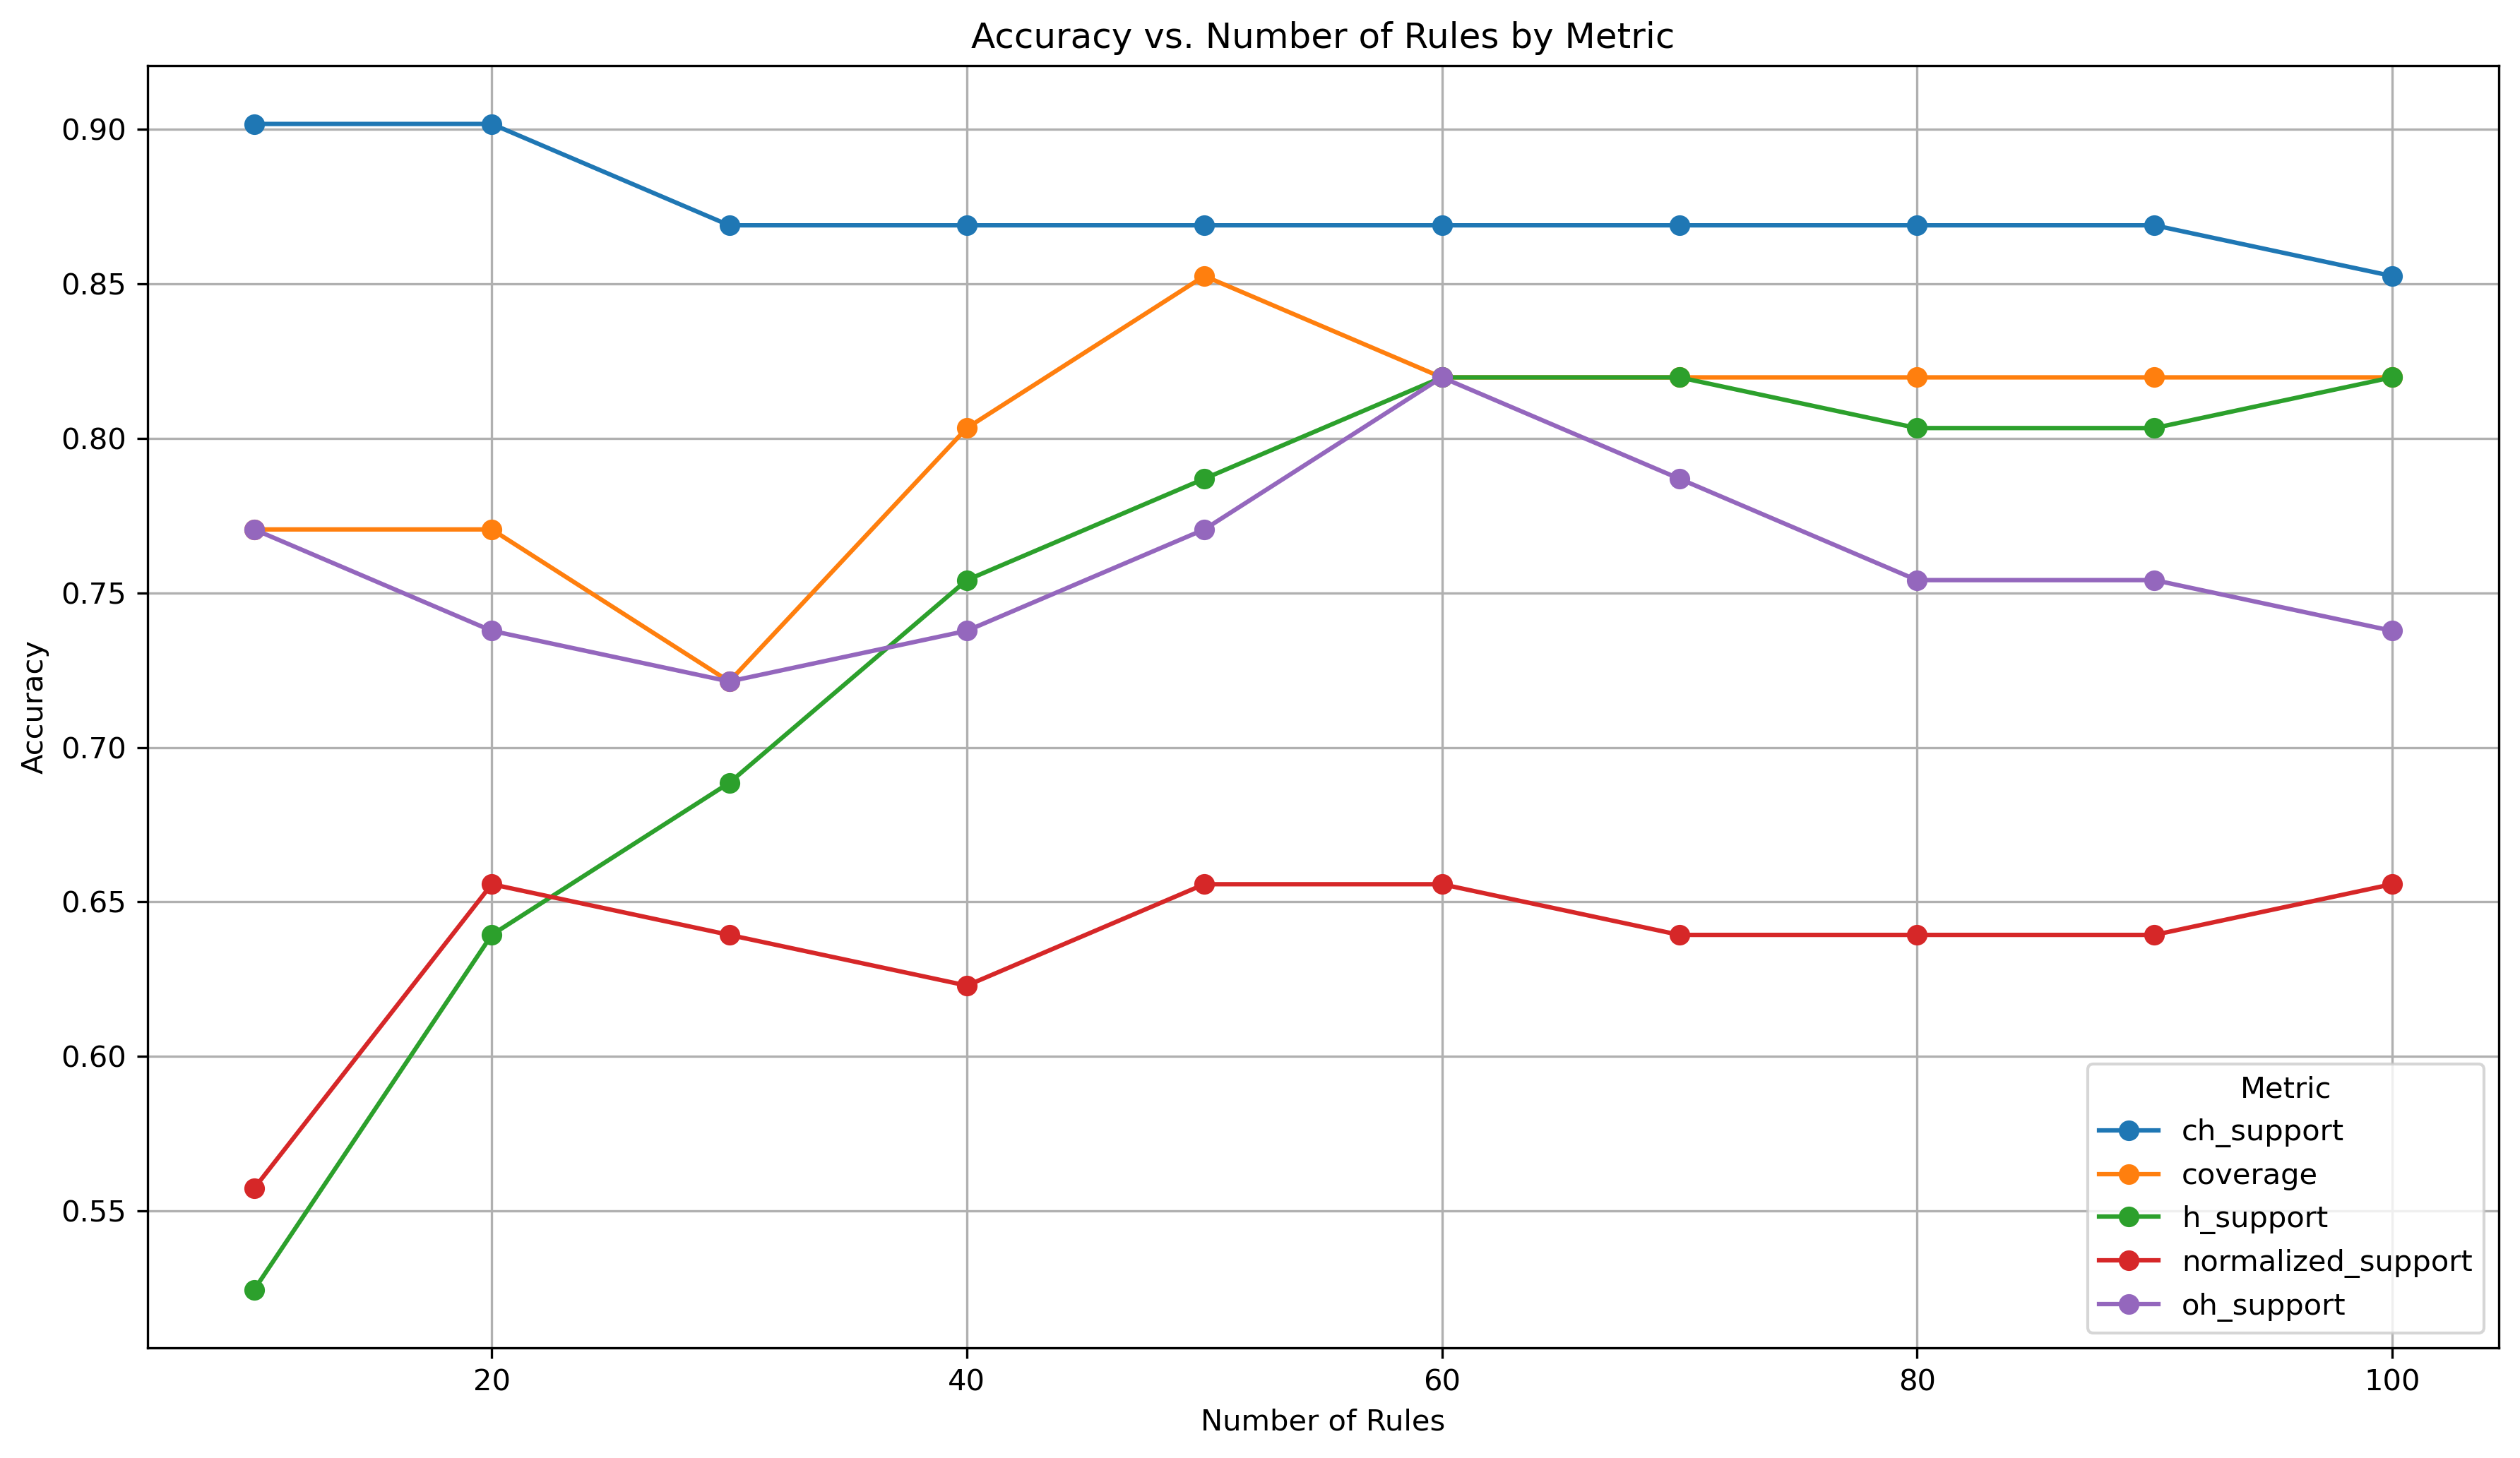 Accuracy vs. Number of Rules by Metric
0.90
0.85
0.80
0.75
0.70
0.65
0.60
0.55
Accuracy
20 40 60 80 100
Number of Rules
Metric
ch_support
coverage
h_support
normalized_support
oh_support